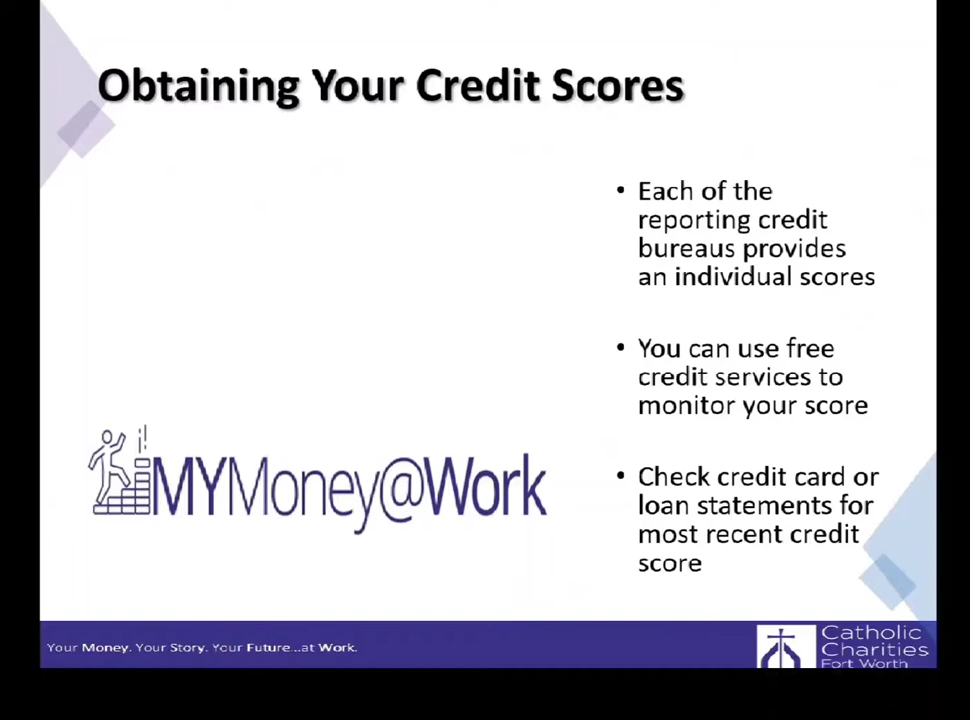 Obtaining Your Credit Scores
• Each of the
reporting credit
bureaus provides
an individual scores
• You can use free
credit services to
monitor your score
• Check credit card or
loan statements for
most recent credit
score
MYMoney@Work
Your Money. Your Story. Your Future...at Work.
Catholic
Charities
Fort Worth